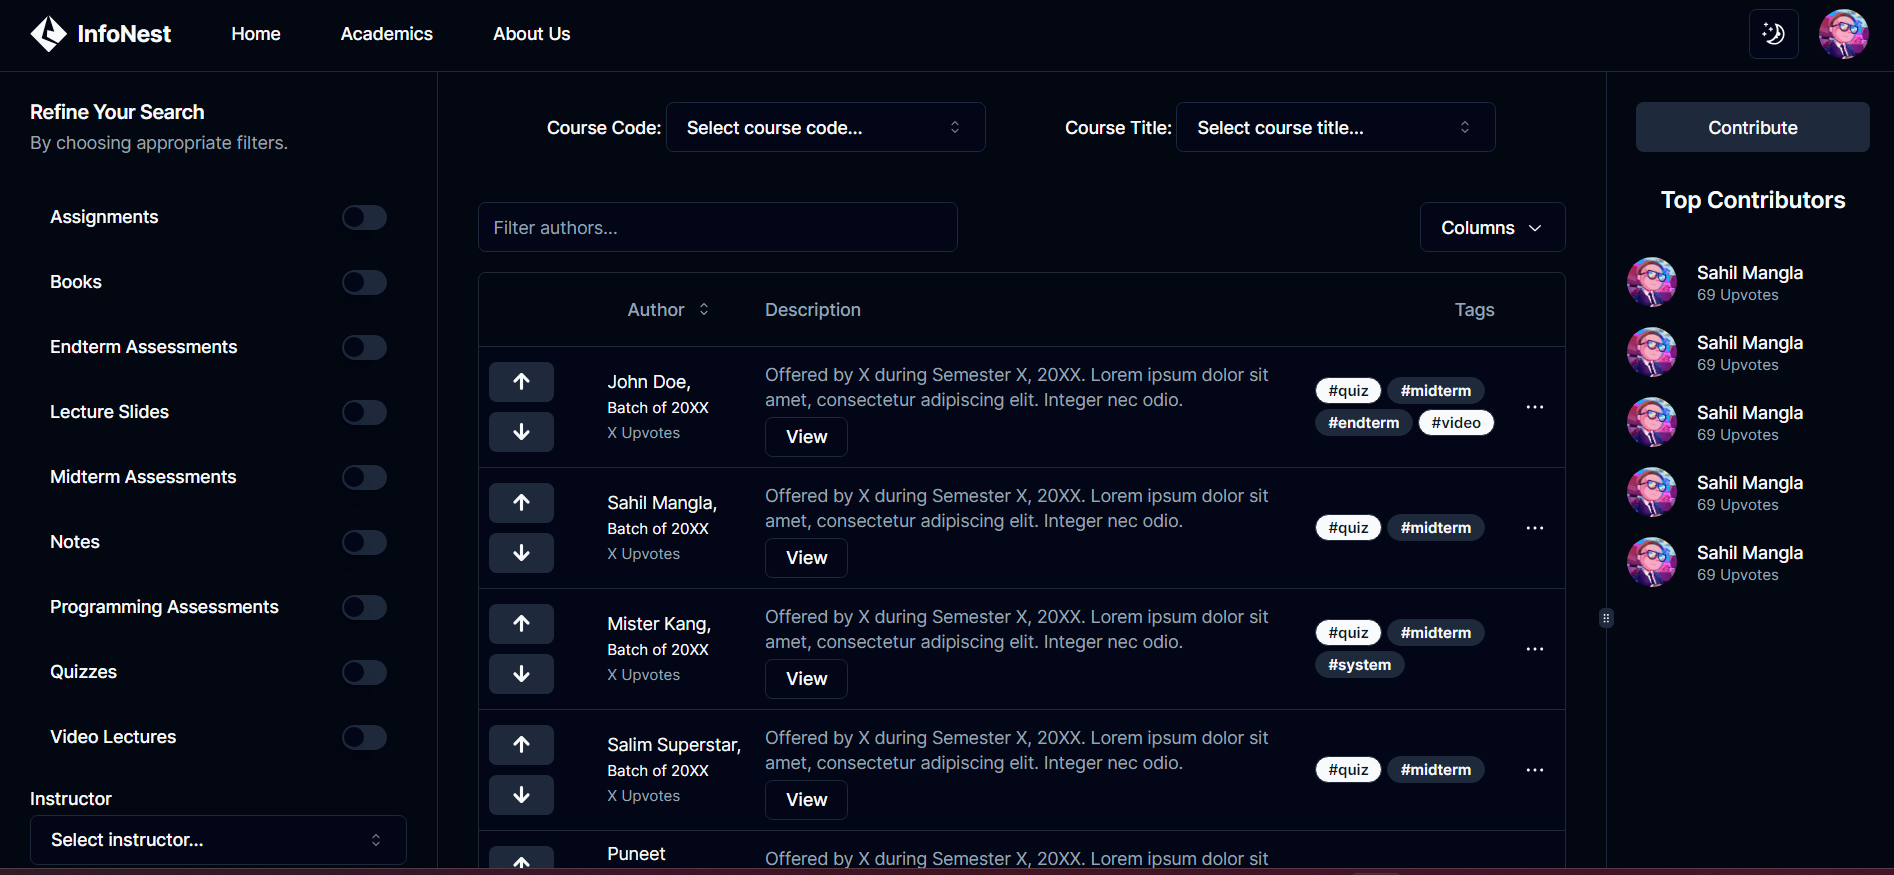 InfoNest
Home
Academics
About Us
Refine Your Search
By choosing appropriate filters.
Assignments
Books
Endterm Assessments
Lecture Slides
Midterm Assessments
Notes
Programming Assessments
Quizzes
Video Lectures
Instructor
Select instructor...
Course Code:
Select course code...
Course Title:
Select course title...
Filter authors...
Columns
Author
Description
Tags
John Doe,
Batch of 20XX
X Upvotes
Offered by X during Semester X, 20XX. Lorem ipsum dolor sit
amet, consectetur adipiscing elit. Integer nec odio.
View
#quiz #midterm
#endterm #video
Sahil Mangla,
Batch of 20XX
X Upvotes
Offered by X during Semester X, 20XX. Lorem ipsum dolor sit
amet, consectetur adipiscing elit. Integer nec odio.
View
#quiz #midterm
Mister Kang,
Batch of 20XX
X Upvotes
Offered by X during Semester X, 20XX. Lorem ipsum dolor sit
amet, consectetur adipiscing elit. Integer nec odio.
View
#quiz #midterm
#system
Salim Superstar,
Batch of 20XX
X Upvotes
Offered by X during Semester X, 20XX. Lorem ipsum dolor sit
amet, consectetur adipiscing elit. Integer nec odio.
View
#quiz #midterm
Puneet
Offered by X during Semester X, 20XX. Lorem ipsum dolor sit
Contribute
Top Contributors
Sahil Mangla
69 Upvotes
Sahil Mangla
69 Upvotes
Sahil Mangla
69 Upvotes
Sahil Mangla
69 Upvotes
Sahil Mangla
69 Upvotes